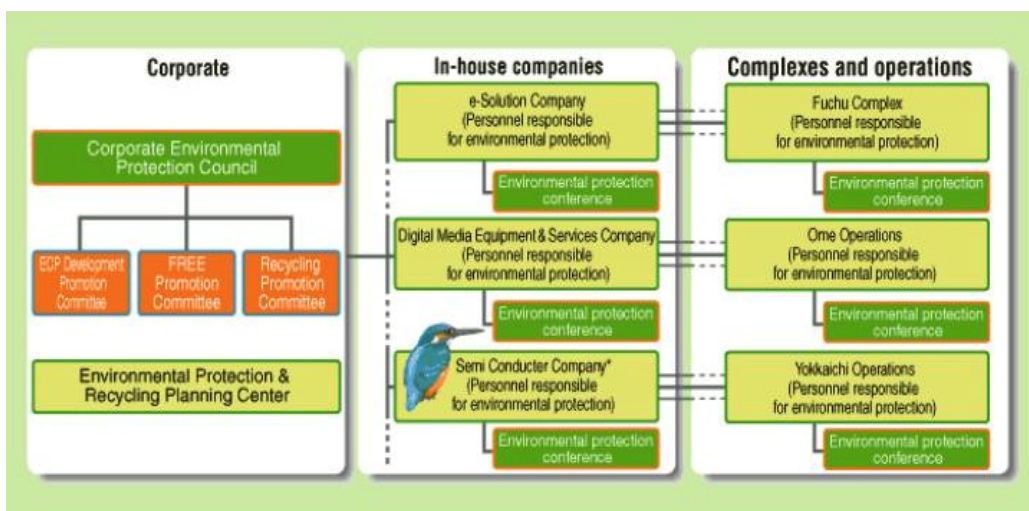 Corporate
Corporate Environmental
Protection Council
ECP Development
Promotion
Committee
FREE
Promotion
Committee
Recycling
Promotion
Committee
Environmental Protection &
Recycling Planning Center
In-house companies
e-Solution Company
(Personnel responsible
for environmental protection)
Environmental protection
conference
Digital Media Equipment & Services Company
(Personnel responsible
for environmental protection)
Environmental protection
conference
Semi Conducter Company*
(Personnel responsible
for environmental protection)
Environmental protection
conference
Complexes and operations
Fuchu Complex
(Personnel responsible
for environmental protection)
Environmental protection
conference
Ome Operations
(Personnel responsible
for environmental protection)
Environmental protection
conference
Yokkaichi Operations
(Personnel responsible
for environmental protection)
Environmental protection
conference